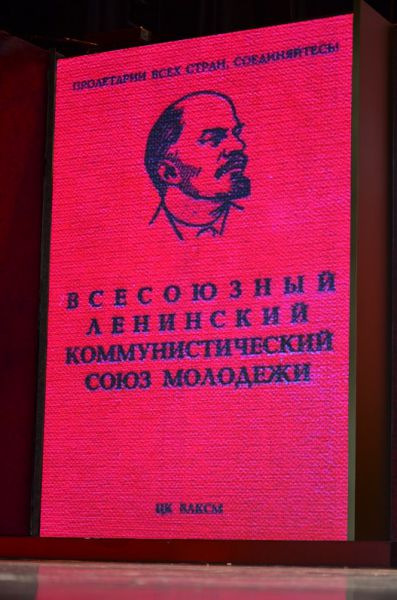 ПРОЛЕТАРИИ ВСЕХ СТРАН, СОЕДИНЯЙТЕСЬ!
ВСЕСОЮЗНЫЙ
ЛЕНИНСКИЙ
КОММУНИСТИЧЕСКИЙ
СОЮЗ МОЛОДЕЖИ
ЦК ВЛКСМ